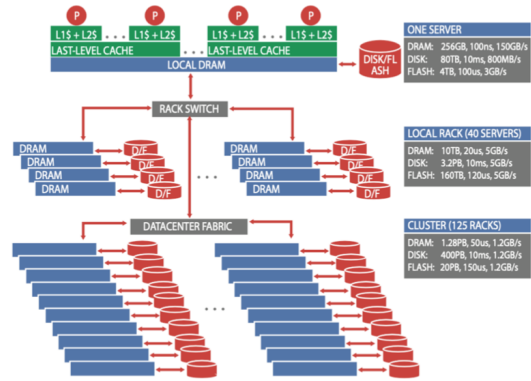 P P
L1$ + L2$ ... L1$ + L2$ L1$ + L2$ ... L1$ + L2$
LAST-LEVEL CACHE ... LAST-LEVEL CACHE
LOCAL DRAM
DISK/FL
ASH
ONE SERVER
DRAM: 256GB, 100ns, 150GB/s
DISK: 80TB, 10ms, 800MB/s
FLASH: 4TB, 100us, 3GB/s
RACK SWITCH
DRAM D/F DRAM D/F
DRAM D/F DRAM D/F
DRAM D/F ... DRAM D/F
DRAM D/F DRAM D/F
LOCAL RACK (40 SERVERS)
DRAM: 10TB, 20us, 5GB/s
DISK: 3.2PB, 10ms, 5GB/s
FLASH: 160TB, 120us, 5GB/s
DATACENTER FABRIC
...
CLUSTER (125 RACKS)
DRAM: 1.28PB, 50us, 1.2GB/s
DISK: 400PB, 10ms, 1.2GB/s
FLASH: 20PB, 150us, 1.2GB/s